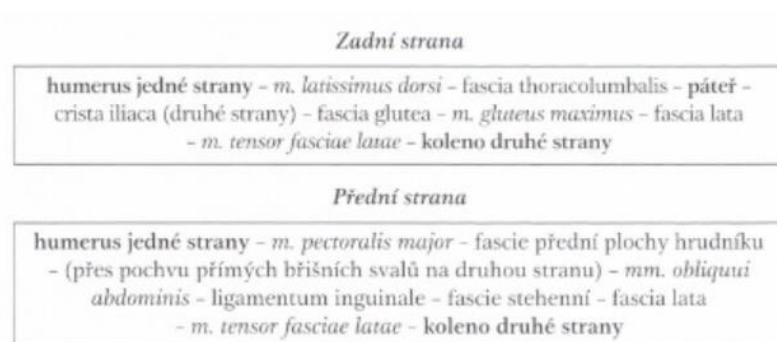 Zadní strana
humerus jedné strany – m. latissimus dorsi – fascia thoracolumbalis – páteř –
crista iliaca (druhé strany) – fascia glutea – m. gluteus maximus – fascia lata
– m. tensor fasciae latae – koleno druhé strany
Přední strana
humerus jedné strany – m. pectoralis major – fascie přední plochy hrudníku
– (přes pochvu přímých břišních svalů na druhou stranu) – mm. obliquui
abdominis – ligamentum inguinale – fascie stehenní – fascia lata
– m. tensor fasciae latae – koleno druhé strany